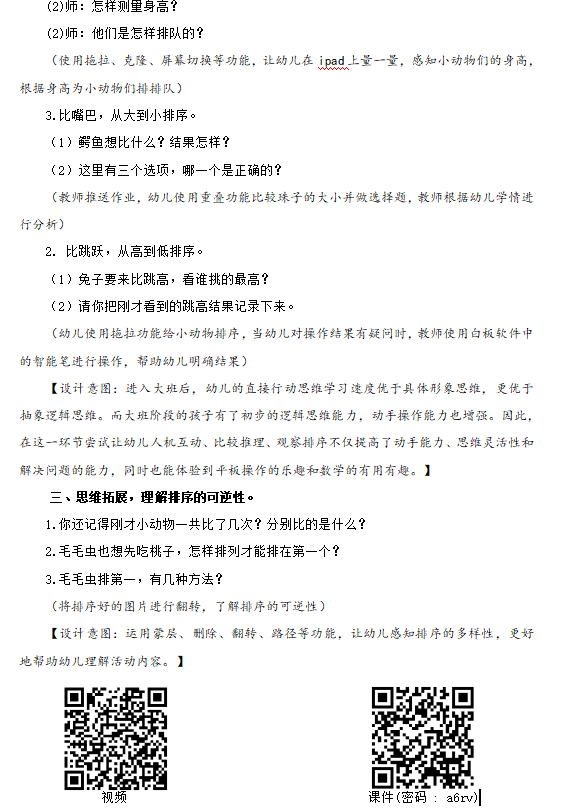 (2)师：怎样测量身高？
(2)师：他们是怎样排队的？
（使用拖拉、克隆、屏幕切换等功能，让幼儿在 ipad 上量一量，感知小动物们的身高，
根据身高为小动物们排排队）
3.比嘴巴，从大到小排序。
（1）鳄鱼想比什么？结果怎样？
（2）这里有三个选项，哪一个是正确的？
（教师推送作业，幼儿使用重叠功能比较珠子的大小并做选择题，教师根据幼儿学情进
行分析）
2. 比跳跃，从高到低排序。
（1）兔子要来比跳高，看谁挑的最高？
（2）请你把刚才看到的跳高结果记录下来。
（幼儿使用拖拉功能给小动物排序，当幼儿对操作结果有疑问时，教师使用白板软件中
的智能笔进行操作，帮助幼儿明确结果）
【设计意图：进入大班后，幼儿的直接行动思维学习速度优于具体形象思维，更优于
抽象逻辑思维。而大班阶段的孩子有了初步的逻辑思维能力，动手操作能力也增强。因此，
在这一环节尝试让幼儿人机互动、比较推理、观察排序不仅提高了动手能力、思维灵活性和
解决问题的能力，同时也能体验到平板操作的乐趣和数学的有用有趣。】
三、思维拓展，理解排序的可逆性。
1.你还记得刚才小动物一共比了几次？分别比的是什么？
2.毛毛虫也想先吃桃子，怎样排列才能排在第一个？
3.毛毛虫排第一，有几种方法？
（将排序好的图片进行翻转，了解排序的可逆性）
【设计意图：运用蒙层、删除、翻转、路径等功能，让幼儿感知排序的多样性，更好
地帮助幼儿理解活动内容。】
视频
课件(密码 : a6rv)